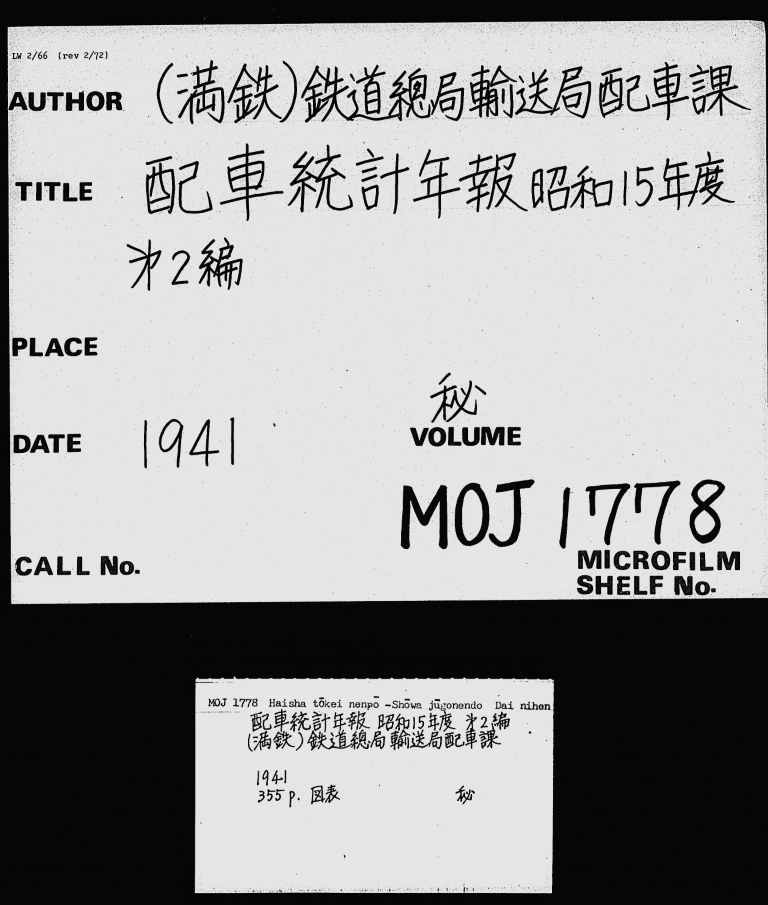 LW 2/66 (rev 2/72)
AUTHOR (満鉄)鉄道總局輸送局配車課
TITLE 配車統計年報 昭和15年度
才2編
PLACE
秘
DATE 1941 VOLUME
MOJ 1778
CALL No. MICROFILM
SHELF No.
MOJ 1778 Haisha tōkei nenpō -Shōwa jūgonendo Dai nihen
配車統計年報 昭和15年度 才2編
(満鉄)鉄道總局輸送局配車課
1941
355 p. 図表 秘